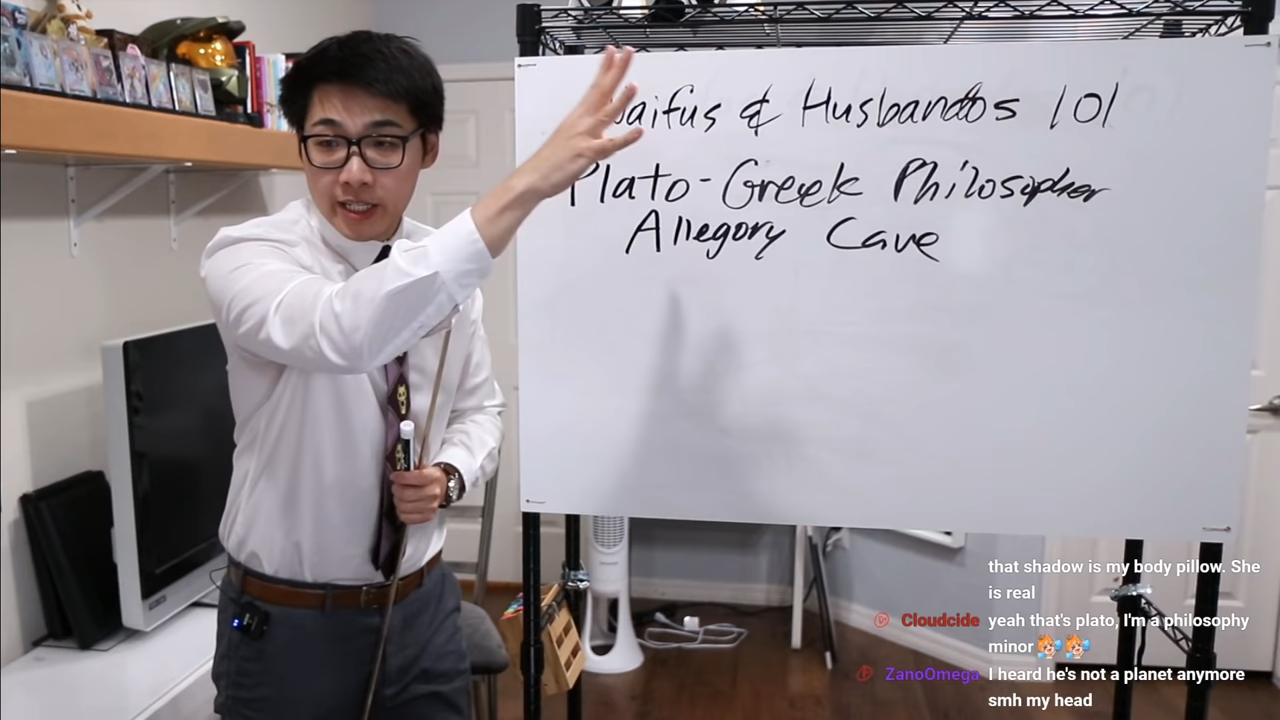 Waifus & Husbandos 101
Plato-Greek Philosopher
Allegory Cave
that shadow is my body pillow. She
is real
Cloudcide yeah that's plato, I'm a philosophy
minor
ZanoOmega I heard he's not a planet anymore
smh my head